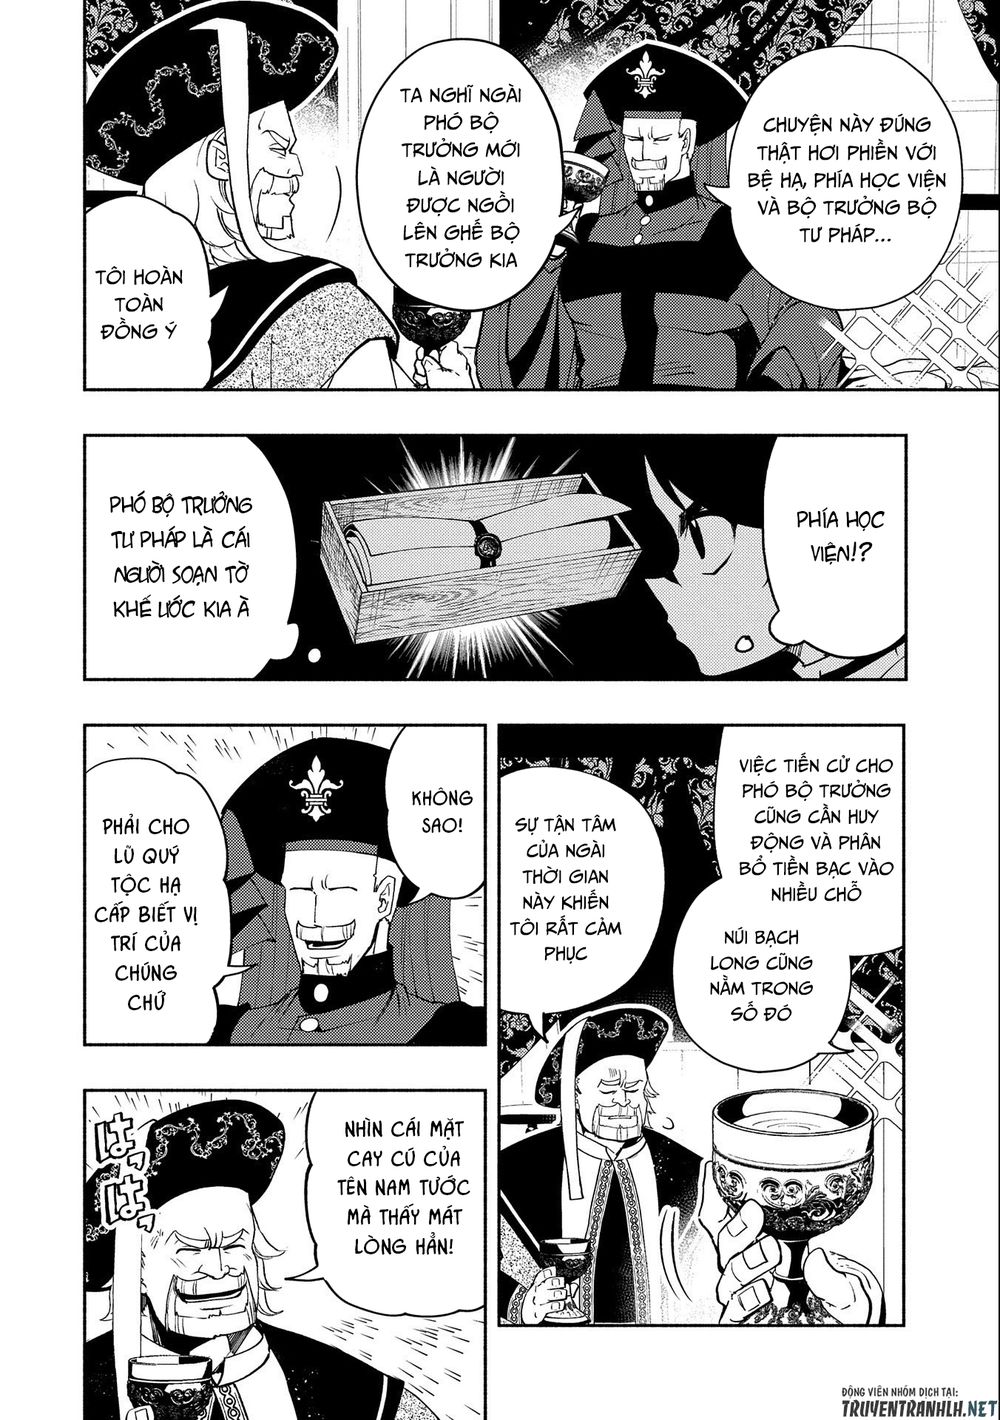 CHUYỆN NÀY ĐÚNG
THẬT HƠI PHIỀN VỚI
BỆ HẠ, PHÍA HỌC VIỆN
VÀ BỘ TRƯỞNG BỘ
TƯ PHÁP...
TA NGHĨ NGÀI
PHÓ BỘ
TRƯỞNG MỚI
LÀ NGƯỜI
ĐƯỢC NGỒI
LÊN GHẾ BỘ
TRƯỞNG KIA
TÔI HOÀN
TOÀN
ĐỒNG Ý
PHÍA HỌC
VIỆN!?
PHÓ BỘ TRƯỞNG
TƯ PHÁP LÀ CÁI
NGƯỜI SOẠN TỜ
KHẾ ƯỚC KIA À
VIỆC TIẾN CỬ CHO
PHÓ BỘ TRƯỞNG
CŨNG CẦN HUY
ĐỘNG VÀ PHÂN
BỔ TIỀN BẠC VÀO
NHIỀU CHỖ
NÚI BẠCH
LONG CŨNG
NẰM TRONG
SỐ ĐÓ
SỰ TẬN TÂM
CỦA NGÀI
THỜI GIAN
NÀY KHIẾN
TÔI RẤT CẢM
PHỤC
KHÔNG
SAO!
PHẢI CHO
LŨ QUÝ
TỘC HẠ
CẤP BIẾT VỊ
TRÍ CỦA
CHÚNG
CHỨ
NHÌN CÁI MẶT
CAY CÚ CỦA
TÊN NAM TƯỚC
MÀ THẤY MÁT
LÒNG HẲN!
はっ
はっ
ĐỘNG VIÊN NHÓM DỊCH TẠI:
TRUYENTRANHLH.NET